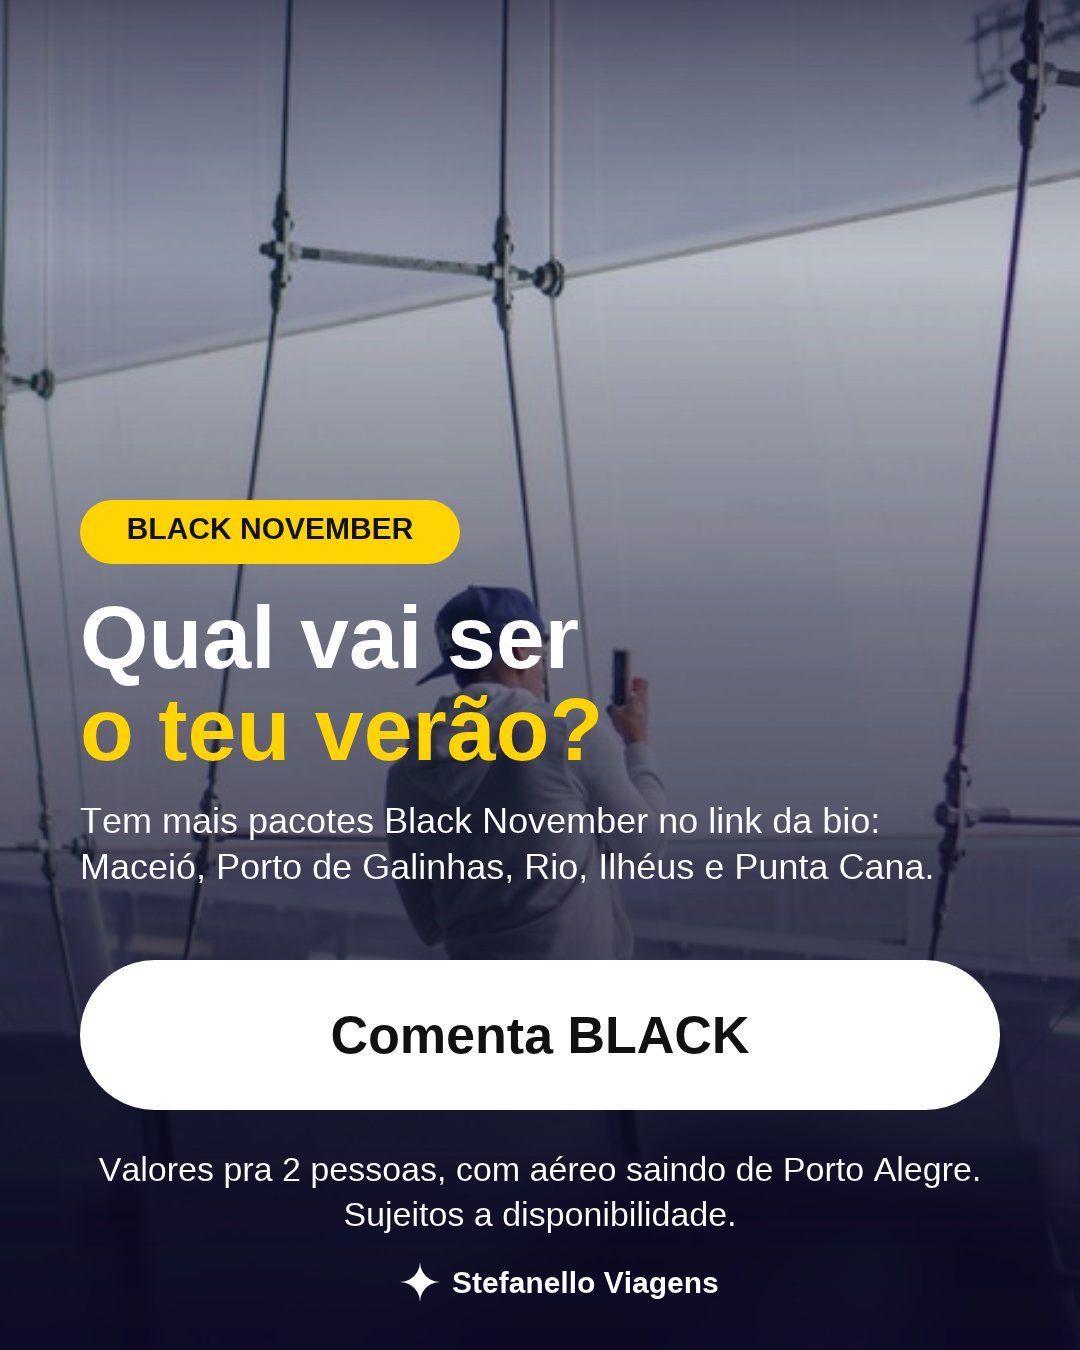 BLACK NOVEMBER
Qual vai ser
o teu verão?
Tem mais pacotes Black November no link da bio:
Maceió, Porto de Galinhas, Rio, Ilhéus e Punta Cana.
Comenta BLACK
Valores pra 2 pessoas, com aéreo saindo de Porto Alegre.
Sujeitos a disponibilidade.
Stefanello Viagens